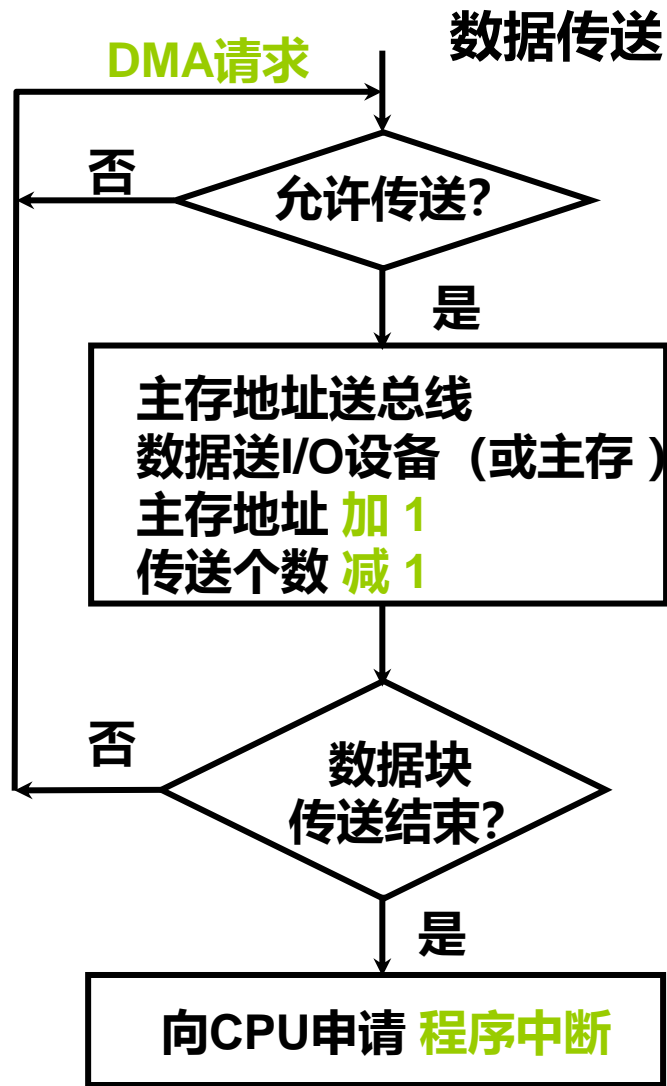 数据传送
DMA请求
否
允许传送?
是
主存地址送总线
数据送I/O设备（或主存）
主存地址 加 1
传送个数 减 1
否
数据块
传送结束?
是
向CPU申请 程序中断